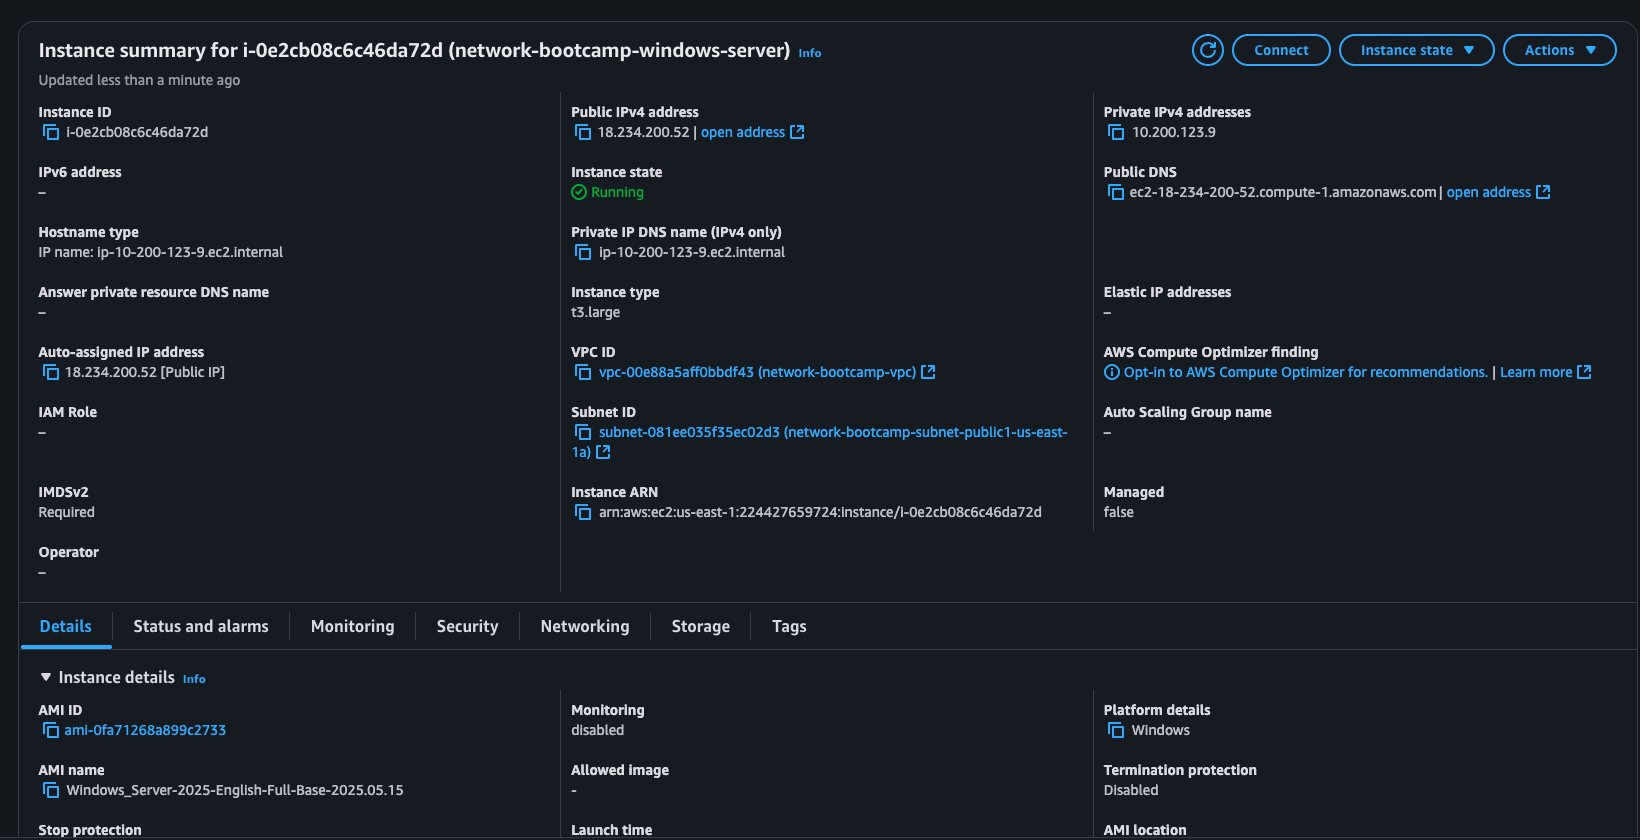 Instance summary for i-0e2cb08c6c46da72d (network-bootcamp-windows-server) Info
Connect
Instance state
Actions
Updated less than a minute ago
Instance ID
i-0e2cb08c6c46da72d
Public IPv4 address
18.234.200.52 | open address
Private IPv4 addresses
10.200.123.9
IPv6 address
–
Instance state
Running
Public DNS
ec2-18-234-200-52.compute-1.amazonaws.com | open address
Hostname type
IP name: ip-10-200-123-9.ec2.internal
Private IP DNS name (IPv4 only)
ip-10-200-123-9.ec2.internal
Answer private resource DNS name
–
Instance type
t3.large
Elastic IP addresses
–
Auto-assigned IP address
18.234.200.52 [Public IP]
VPC ID
vpc-00e88a5aff0bbdf43 (network-bootcamp-vpc)
AWS Compute Optimizer finding
Opt-in to AWS Compute Optimizer for recommendations. | Learn more
IAM Role
–
Subnet ID
subnet-081ee035f35ec02d3 (network-bootcamp-subnet-public1-us-east-
1a)
Auto Scaling Group name
–
IMDSv2
Required
Instance ARN
arn:aws:ec2:us-east-1:224427659724:instance/i-0e2cb08c6c46da72d
Managed
false
Operator
–
Details
Status and alarms
Monitoring
Security
Networking
Storage
Tags
Instance details Info
AMI ID
ami-0fa71268a899c2733
Monitoring
disabled
Platform details
Windows
AMI name
Windows_Server-2025-English-Full-Base-2025.05.15
Allowed image
-
Termination protection
Disabled
Stop protection
Launch time
AMI location